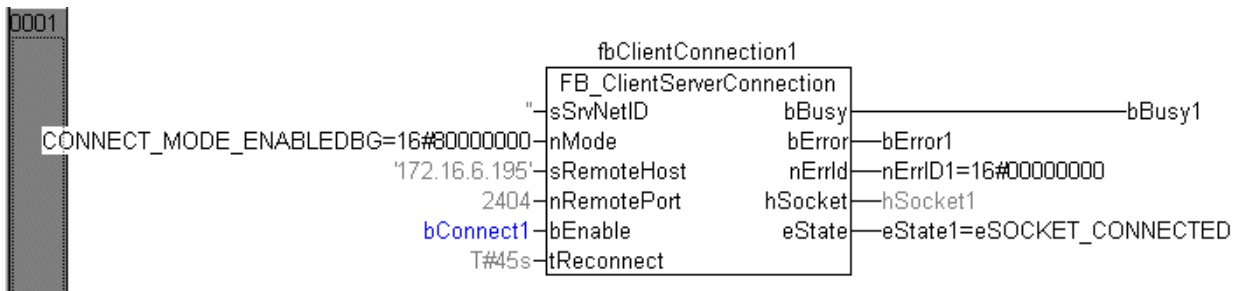 0001
fbClientConnection1
FB_ClientServerConnection
''-sSrvNetID bBusy bBusy1
CONNECT_MODE_ENABLEDBG=16#80000000-nMode bError bError1
'172.16.6.195'-sRemoteHost nErrId nErrID1=16#00000000
2404-nRemotePort hSocket hSocket1
bConnect1-bEnable eState eState1=eSOCKET_CONNECTED
T#45s-tReconnect